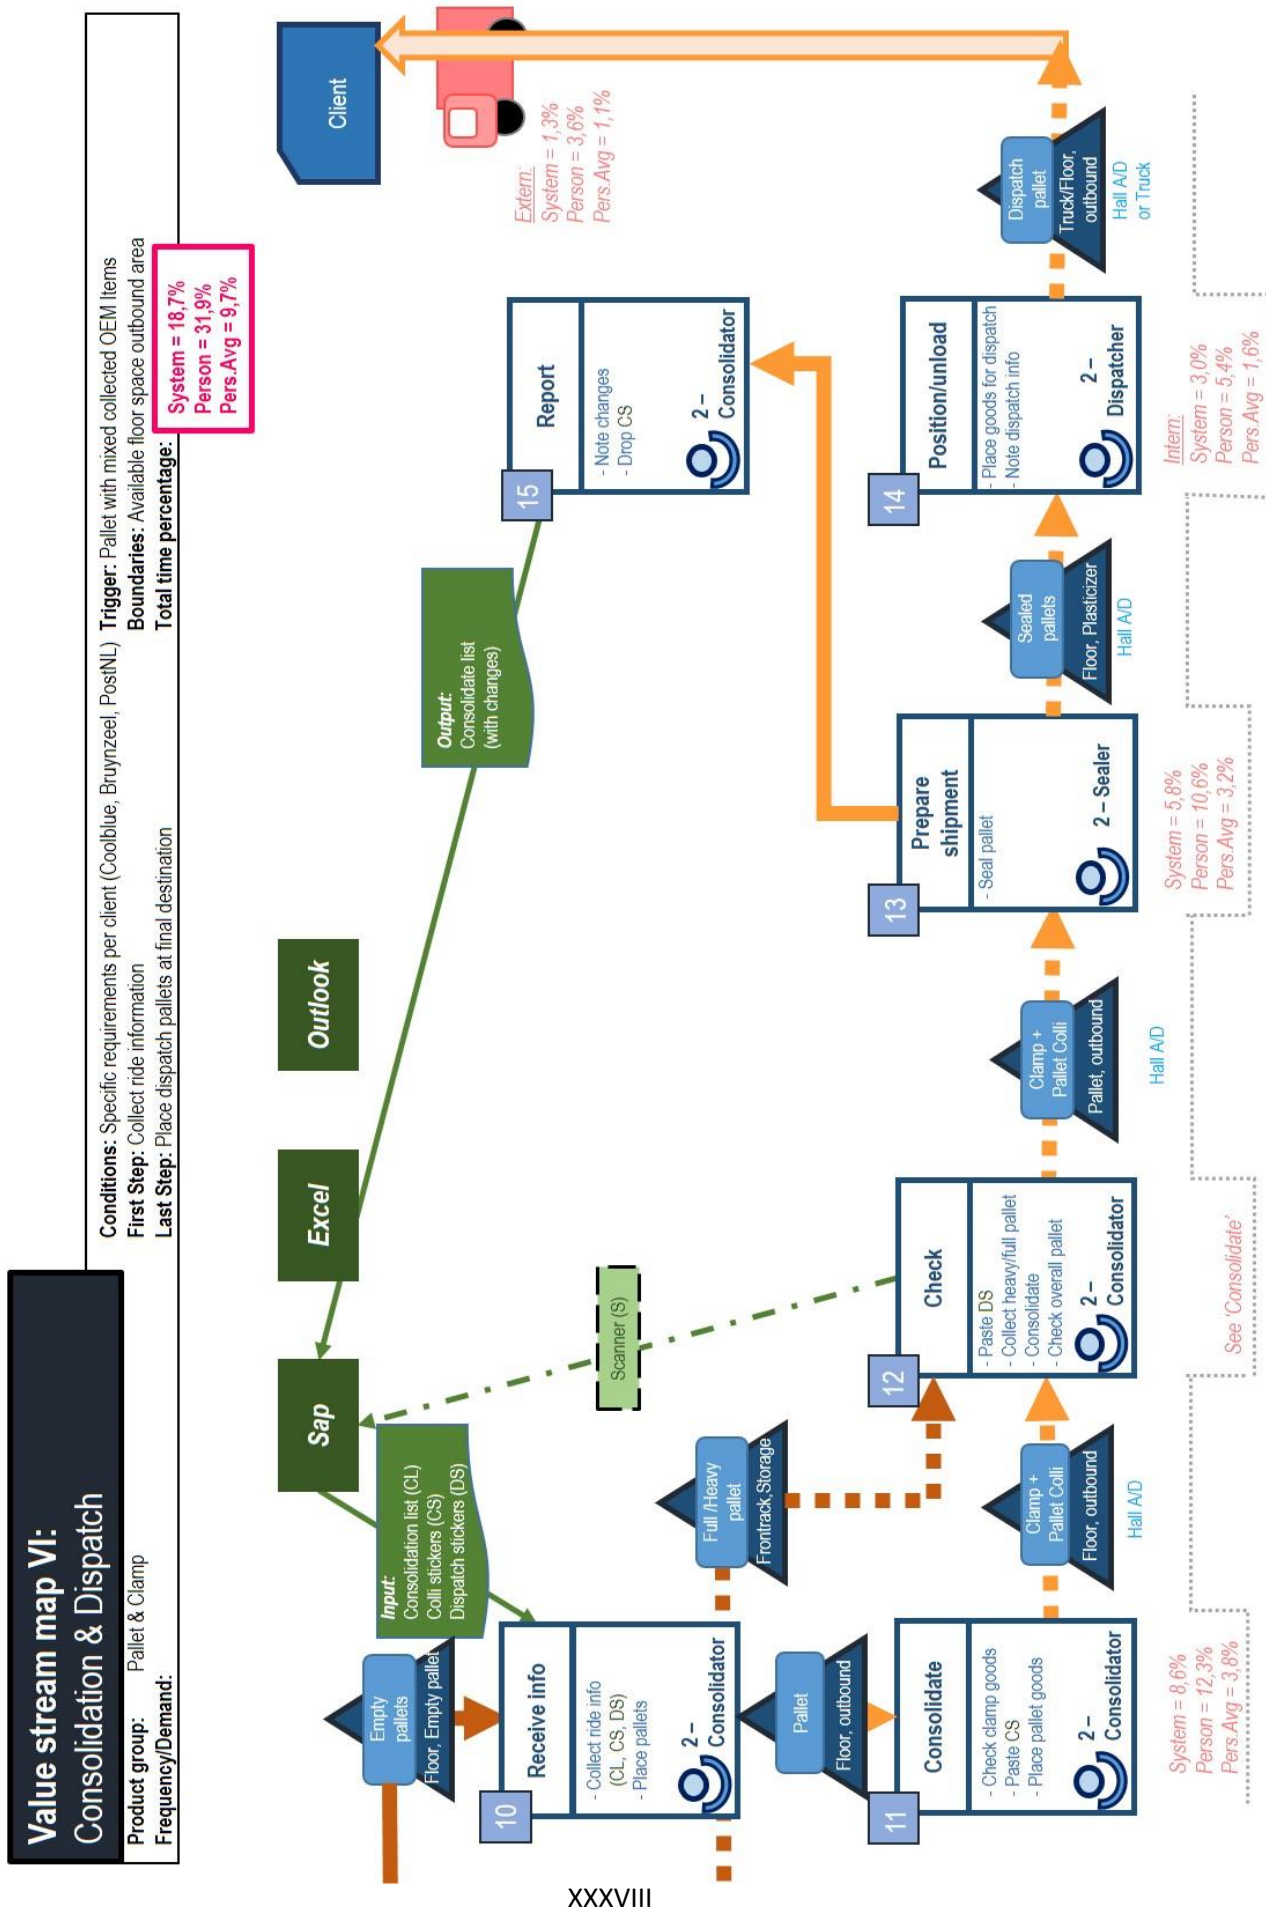 Value stream map VI:
Consolidation & Dispatch
Product group: Pallet & Clamp
Frequency/Demand:
Conditions: Specific requirements per client (Coolblue, Bruynzeel, PostNL)
First Step: Collect ride information
Last Step: Place dispatch pallets at final destination
Trigger: Pallet with mixed collected OEM Items
Boundaries: Available floor space outbound area
Total time percentage:
System = 18,7%
Person = 31,9%
Pers.Avg = 9,7%
Sap
Excel
Outlook
Client
Input:
Consolidation list (CL)
Colli stickers (CS)
Dispatch stickers (DS)
Output:
Consolidate list
(with changes)
Extern:
System = 1,3%
Person = 3,6%
Pers.Avg = 1,1%
Empty
pallets
Floor, Empty pallet
10
Receive info
- Collect ride info
(CL, CS, DS)
- Place pallets
2 –
Consolidator
Full /Heavy
pallet
Frontrack,Storage
Scanner (S)
15
Report
- Note changes
- Drop CS
2 –
Consolidator
Pallet
Floor, outbound
11
Consolidate
- Check clamp goods
- Paste CS
- Place pallet goods
2 –
Consolidator
Clamp +
Pallet Colli
Floor, outbound
Hall A/D
12
Check
- Paste DS
- Collect heavy/full pallet
- Consolidate
- Check overall pallet
2 –
Consolidator
Clamp +
Pallet Colli
Pallet, outbound
Hall A/D
13
Prepare
shipment
- Seal pallet
2 – Sealer
Sealed
pallets
Floor, Plasticizer
Hall A/D
14
Position/unload
- Place goods for dispatch
- Note dispatch info
2 –
Dispatcher
Dispatch
pallet
Truck/Floor,
outbound
Hall A/D
or Truck
System = 8,6%
Person = 12,3%
Pers.Avg = 3,8%
See 'Consolidate'
System = 5,8%
Person = 10,6%
Pers.Avg = 3,2%
Intern:
System = 3,0%
Person = 5,4%
Pers.Avg = 1,6%
XXXVIII